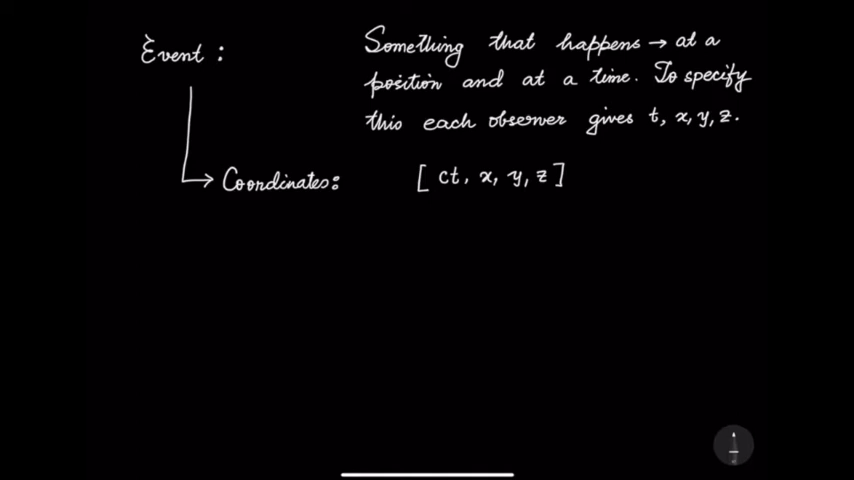 Event :
Something that happens → at a
position and at a time. To specify
this each observer gives t, x, y, z.
Coordinates: [ ct, x, y, z ]